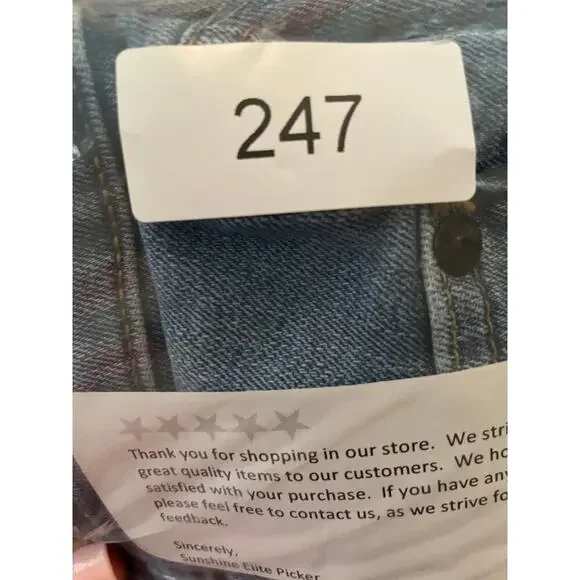 247
Thank you for shopping in our store. We stri
great quality items to our customers. We ho
satisfied with your purchase. If you have any
please feel free to contact us, as we strive fo
feedback.
Sincerely,
Sunshine Elite Picker